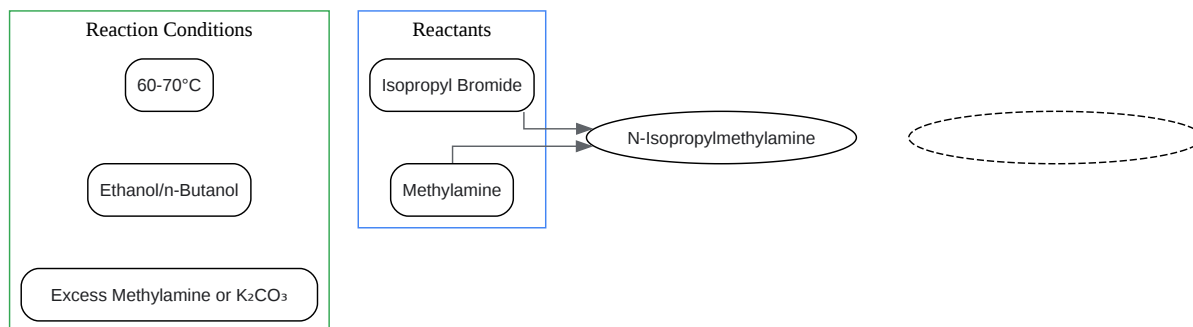 Reaction Conditions
60-70°C
Ethanol/n-Butanol
Excess Methylamine or K₂CO₃
Reactants
Isopropyl Bromide
Methylamine
N-Isopropylmethylamine